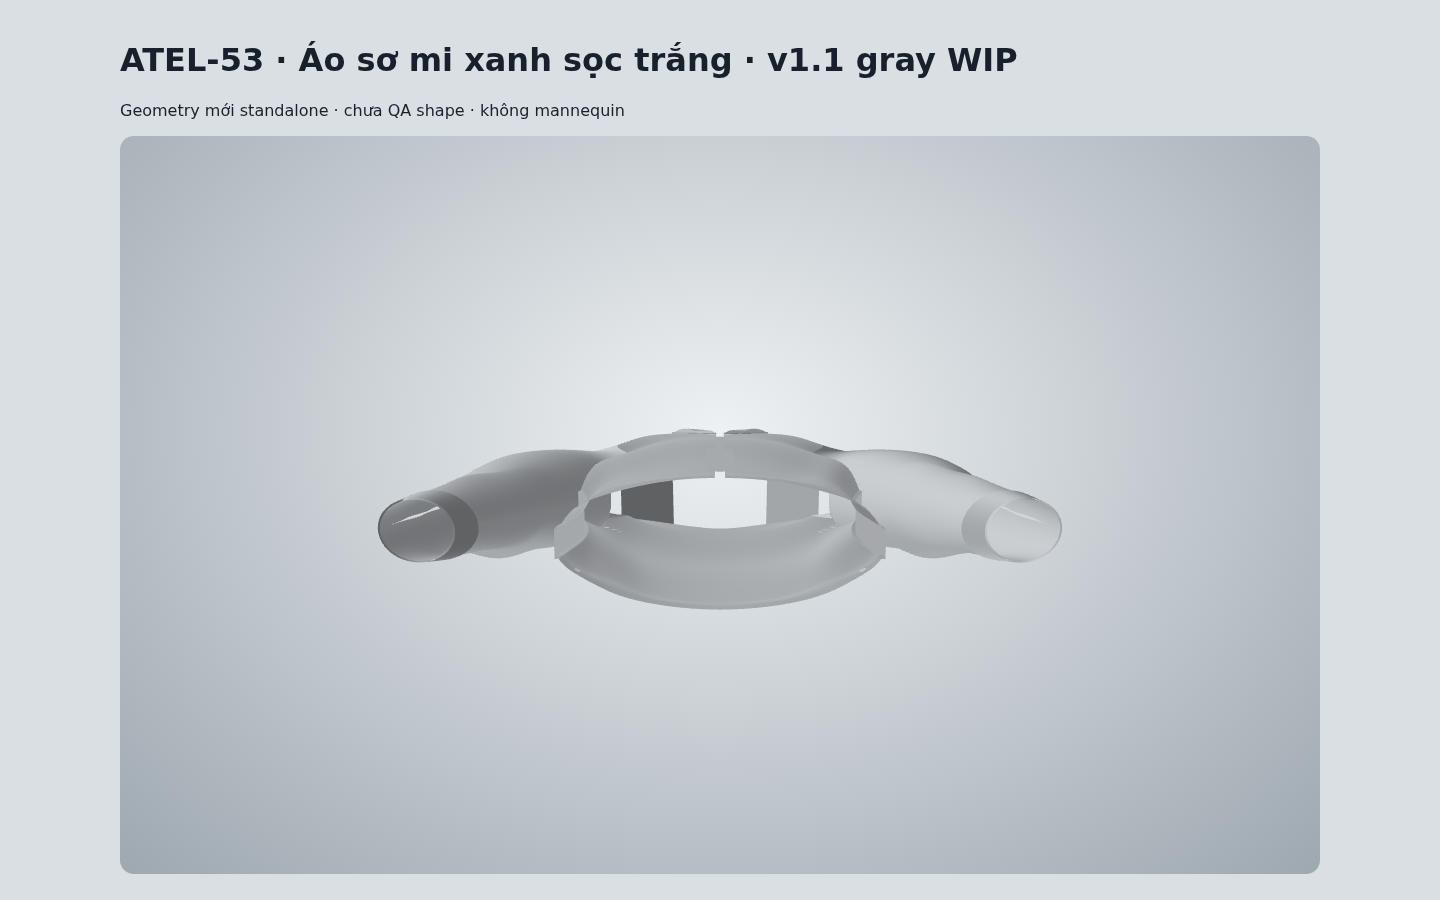 ATEL-53 · Áo sơ mi xanh sọc trắng · v1.1 gray WIP
Geometry mới standalone · chưa QA shape · không mannequin